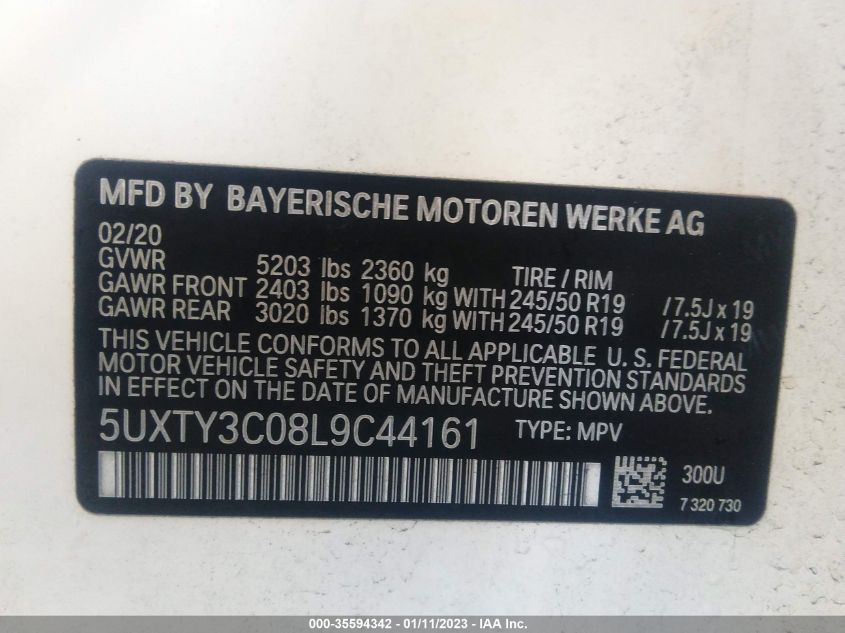 MFD BY BAYERISCHE MOTOREN WERKE AG
02/20
GVWR 5203 lbs 2360 kg TIRE / RIM
GAWR FRONT 2403 lbs 1090 kg WITH 245/50 R19 / 7.5J x 19
GAWR REAR 3020 lbs 1370 kg WITH 245/50 R19 / 7.5J x 19
THIS VEHICLE CONFORMS TO ALL APPLICABLE U. S. FEDERAL
MOTOR VEHICLE SAFETY AND THEFT PREVENTION STANDARDS
IN EFFECT ON THE DATE OF MANUFACTURE SHOWN ABOVE.
5UXTY3C08L9C44161 TYPE: MPV
300U
7 320 730
000-35594342 - 01/11/2023 - IAA Inc.